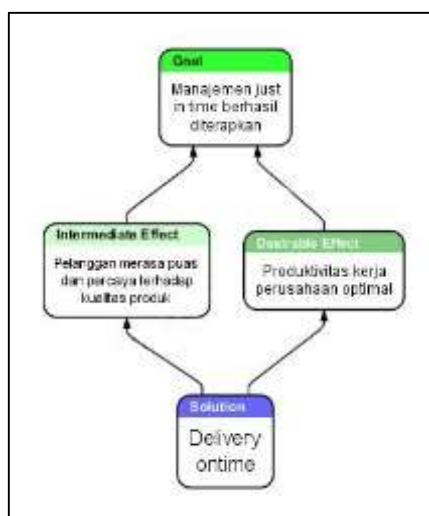 Goal
Manajemen just
in time berhasil
diterapkan
Intermediate Effect
Pelanggan merasa puas
dan percaya terhadap
kualitas produk
Desirable Effect
Produktivitas kerja
perusahaan optimal
Solution
Delivery
ontime